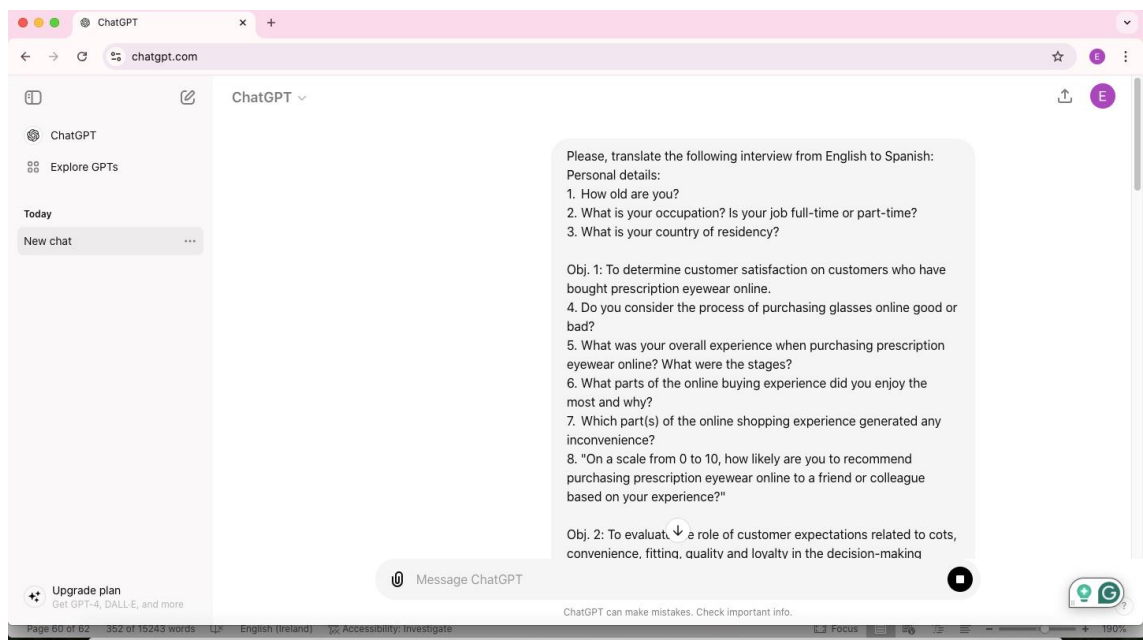 ChatGPT
chatgpt.com
E
ChatGPT
E
ChatGPT
Explore GPTs
Today
New chat
Please, translate the following interview from English to Spanish:
Personal details:
1. How old are you?
2. What is your occupation? Is your job full-time or part-time?
3. What is your country of residency?
Obj. 1: To determine customer satisfaction on customers who have
bought prescription eyewear online.
4. Do you consider the process of purchasing glasses online good or
bad?
5. What was your overall experience when purchasing prescription
eyewear online? What were the stages?
6. What parts of the online buying experience did you enjoy the
most and why?
7. Which part(s) of the online shopping experience generated any
inconvenience?
8. "On a scale from 0 to 10, how likely are you to recommend
purchasing prescription eyewear online to a friend or colleague
based on your experience?"
Obj. 2: To role of customer expectations related to cots,
convenience, fitting, quality and loyalty in the decision-making
Message ChatGPT
Upgrade plan
Get GPT-4, DALL·E, and more
ChatGPT can make mistakes. Check important info.
?
Page 60 of 62 352 of 15243 words English (Ireland) Accessibility: Investigate Focus 190%